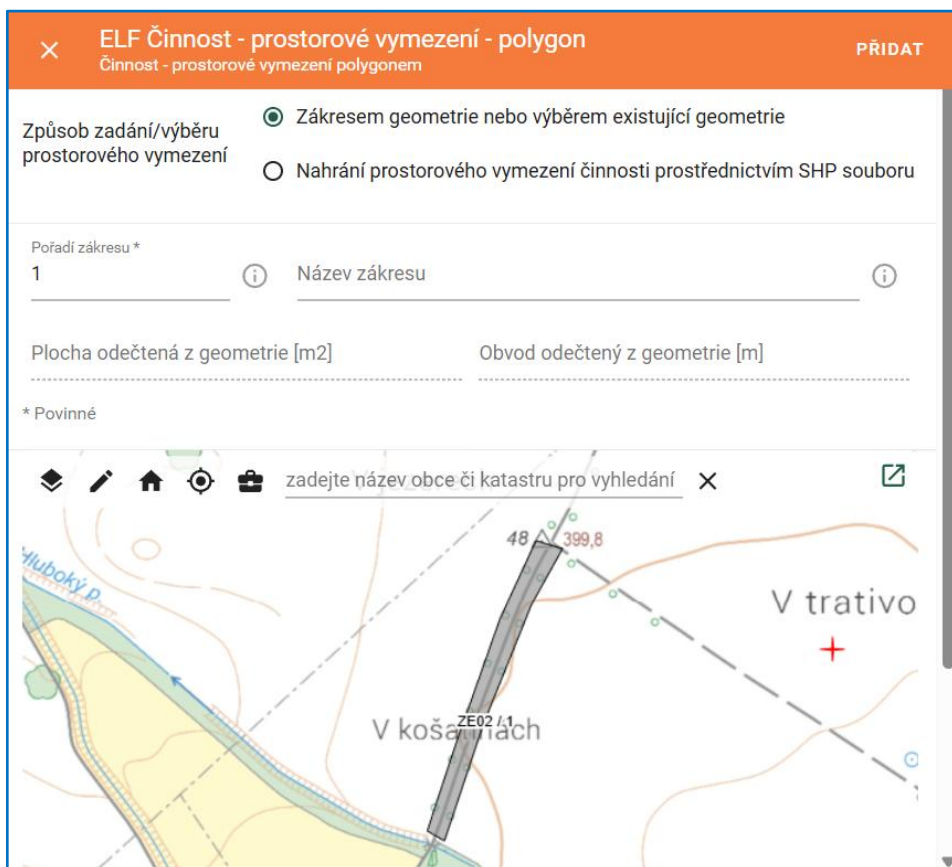 ELF Činnost - prostorové vymezení - polygon
Činnost - prostorové vymezení polygonem
PŘIDAT
Způsob zadání/výběru
prostorového vymezení
Zákresem geometrie nebo výběrem existující geometrie
Nahrání prostorového vymezení činnosti prostřednictvím SHP souboru
Pořadí zákresu *
1
Název zákresu
Plocha odečtená z geometrie [m2]
Obvod odečtený z geometrie [m]
* Povinné
zadejte název obce či katastru pro vyhledání
48
399,8
Hluboký p.
V trativo
ZE02 / 1